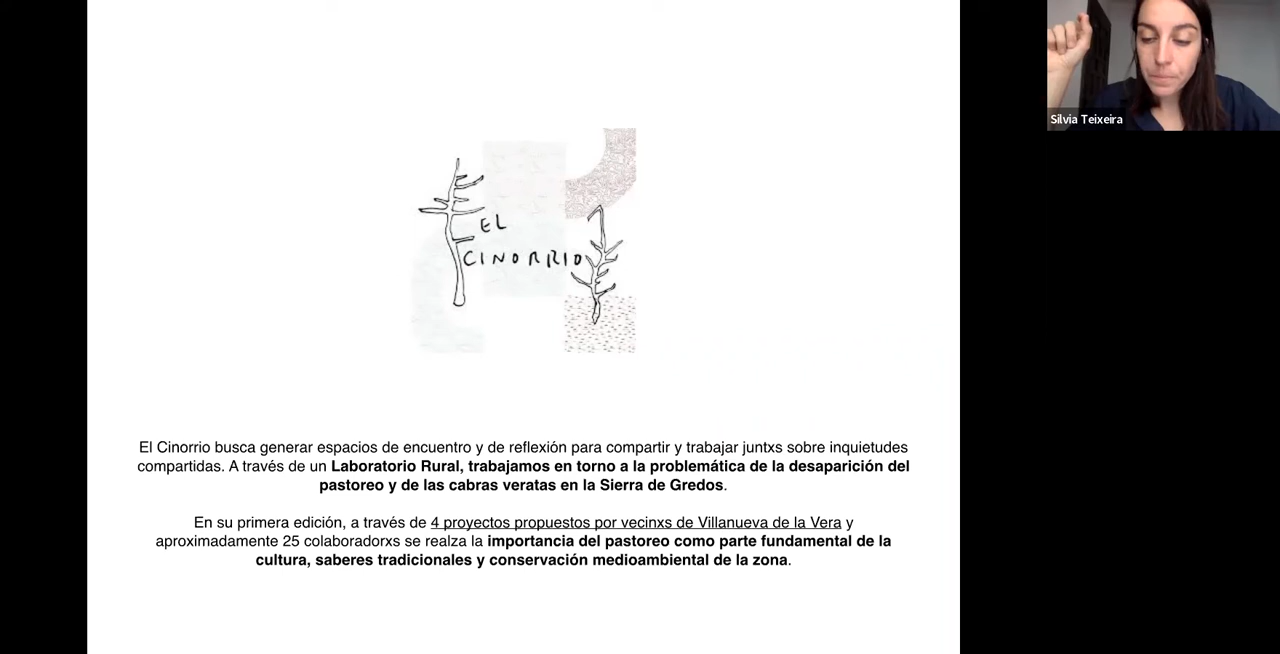 Silvia Teixeira
EL
CINORRIO
El Cinorrio busca generar espacios de encuentro y de reflexión para compartir y trabajar juntxs sobre inquietudes
compartidas. A través de un Laboratorio Rural, trabajamos en torno a la problemática de la desaparición del
pastoreo y de las cabras veratas en la Sierra de Gredos.
En su primera edición, a través de 4 proyectos propuestos por vecinxs de Villanueva de la Vera y
aproximadamente 25 colaboradorxs se realza la importancia del pastoreo como parte fundamental de la
cultura, saberes tradicionales y conservación medioambiental de la zona.